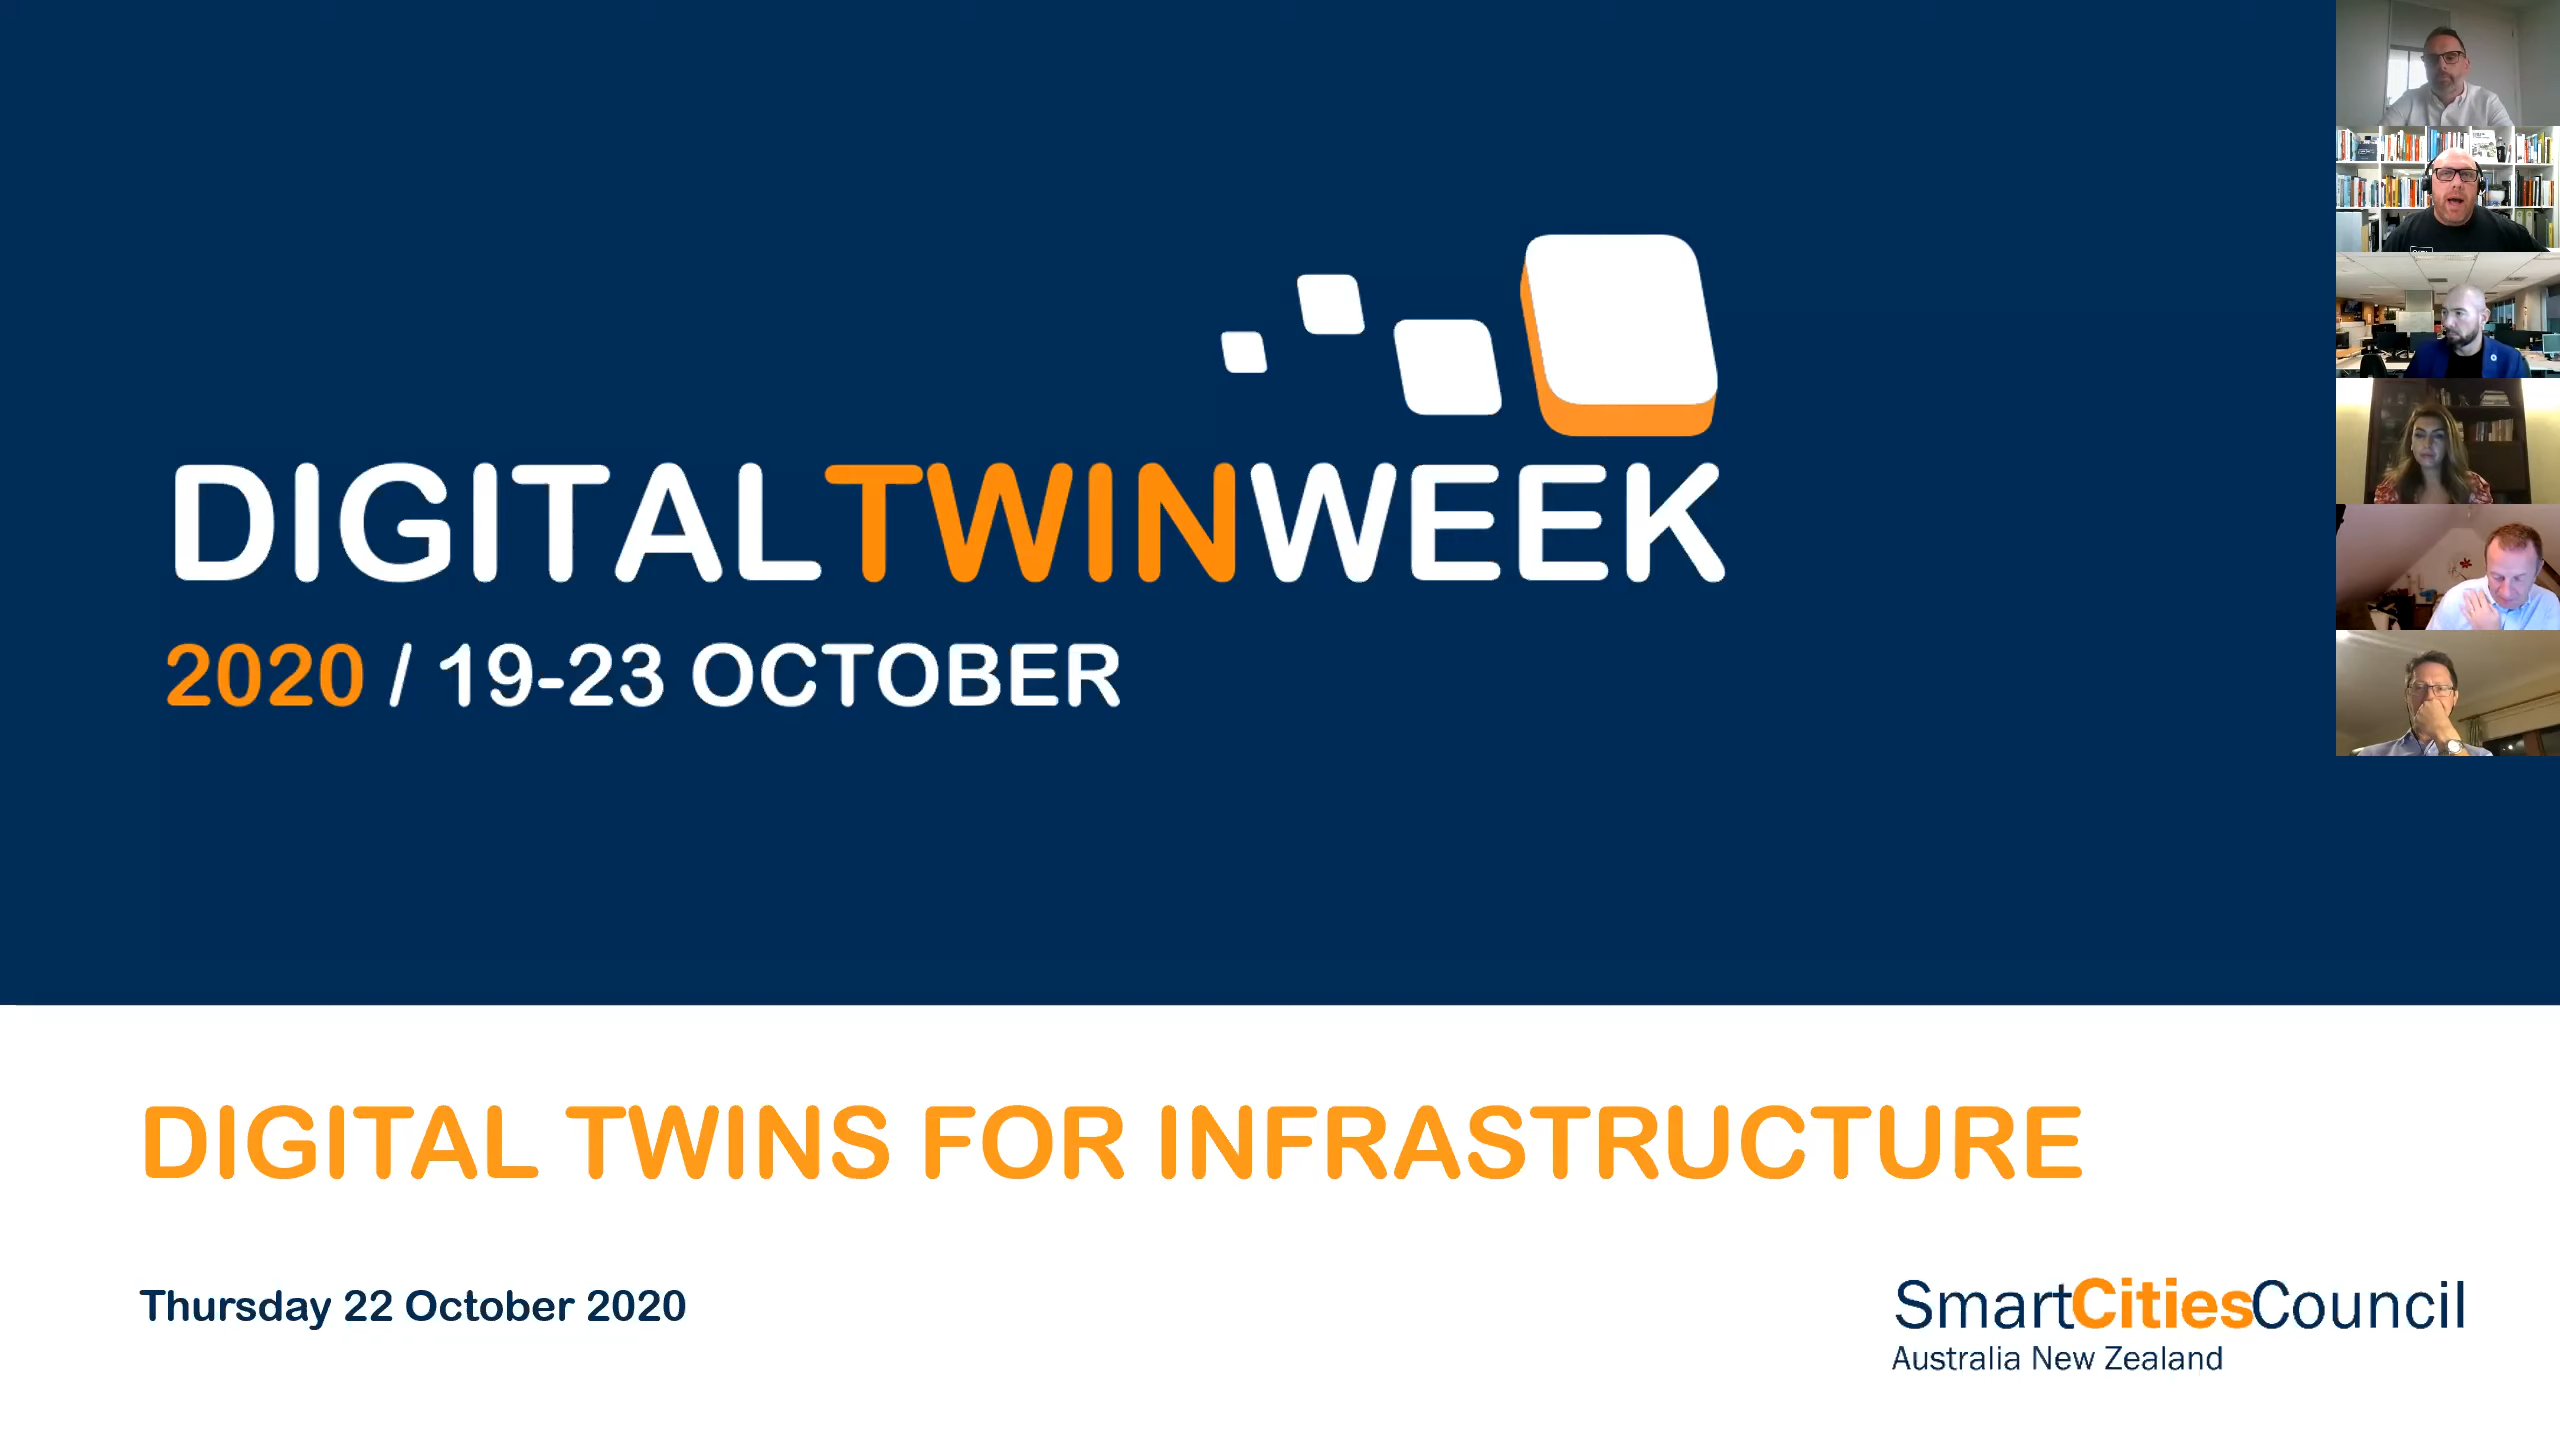 DIGITALTWINWEEK
2020 / 19-23 OCTOBER
DIGITAL TWINS FOR INFRASTRUCTURE
Thursday 22 October 2020
SmartCitiesCouncil
Australia New Zealand